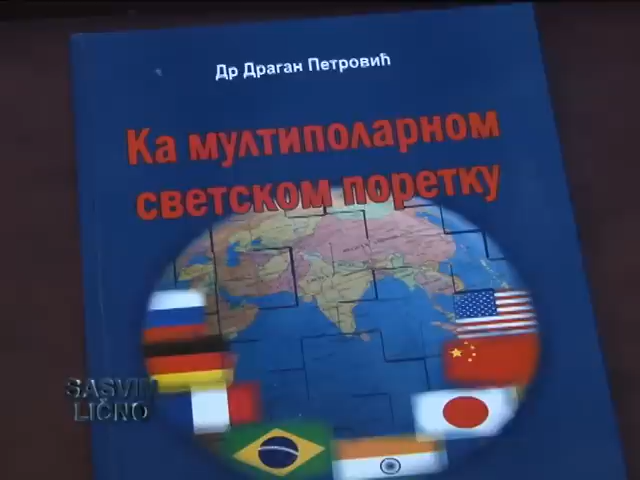 Др Драган Петровић
Ка мултиполарном
светском поретку
SASVIM
LIČNO